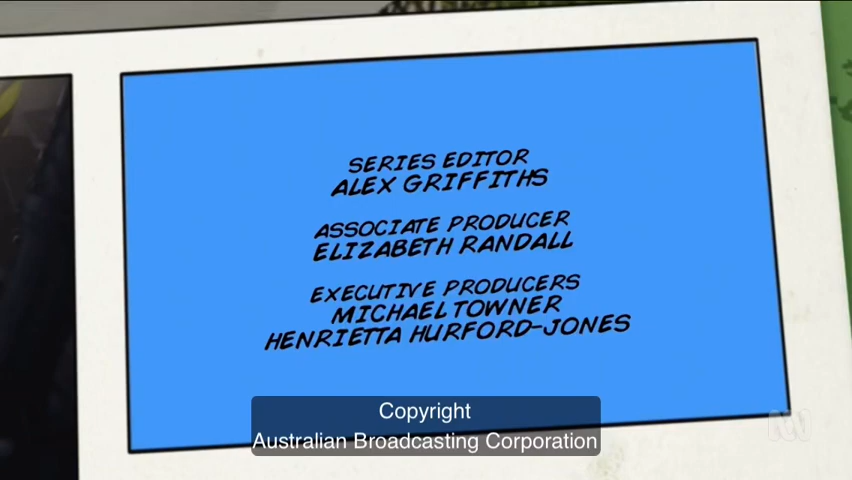 SERIES EDITOR
ALEX GRIFFITHS
ASSOCIATE PRODUCER
ELIZABETH RANDALL
EXECUTIVE PRODUCERS
MICHAEL TOWNER
HENRIETTA HURFORD-JONES
Copyright
Australian Broadcasting Corporation